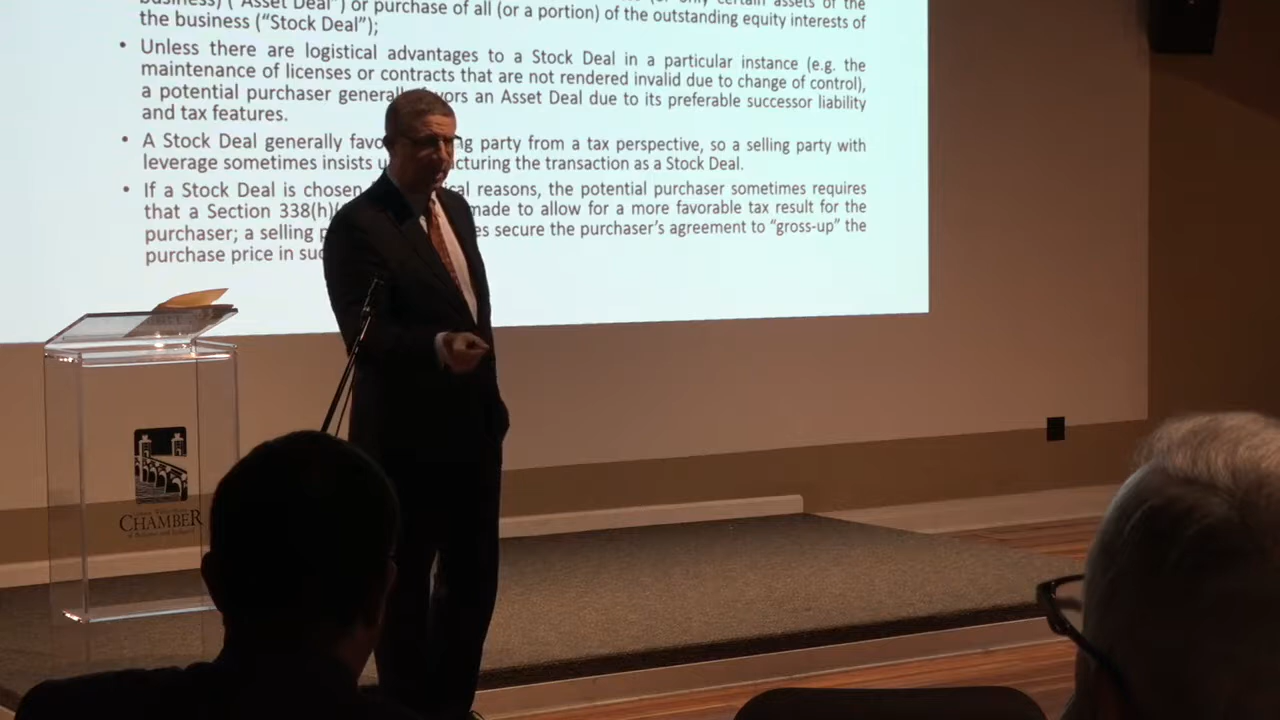 business) ("Asset Deal") or purchase of all (or a portion) of the outstanding equity interests of
the business ("Stock Deal");
• Unless there are logistical advantages to a Stock Deal in a particular instance (e.g. the
maintenance of licenses or contracts that are not rendered invalid due to change of control),
a potential purchaser general vors an Asset Deal due to its preferable successor liability
and tax features.
• A Stock Deal generally favo g party from a tax perspective, so a selling party with
leverage sometimes insists u cturing the transaction as a Stock Deal.
• If a Stock Deal is chosen cal reasons, the potential purchaser sometimes requires
that a Section 338(h)( made to allow for a more favorable tax result for the
purchaser; a selling p es secure the purchaser's agreement to "gross-up" the
purchase price in suc
CHAMBER